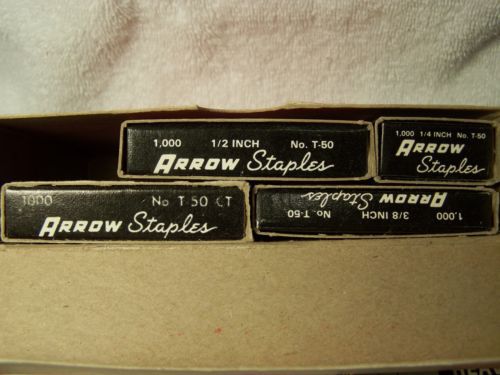 1,000 1/2 INCH No. T-50
ARROW Staples
1,000 1/4 INCH No. T-50
ARROW Staples
1000 No T-50 CT
ARROW Staples
1,000 3/8 INCH No. T-50
ARROW Staples